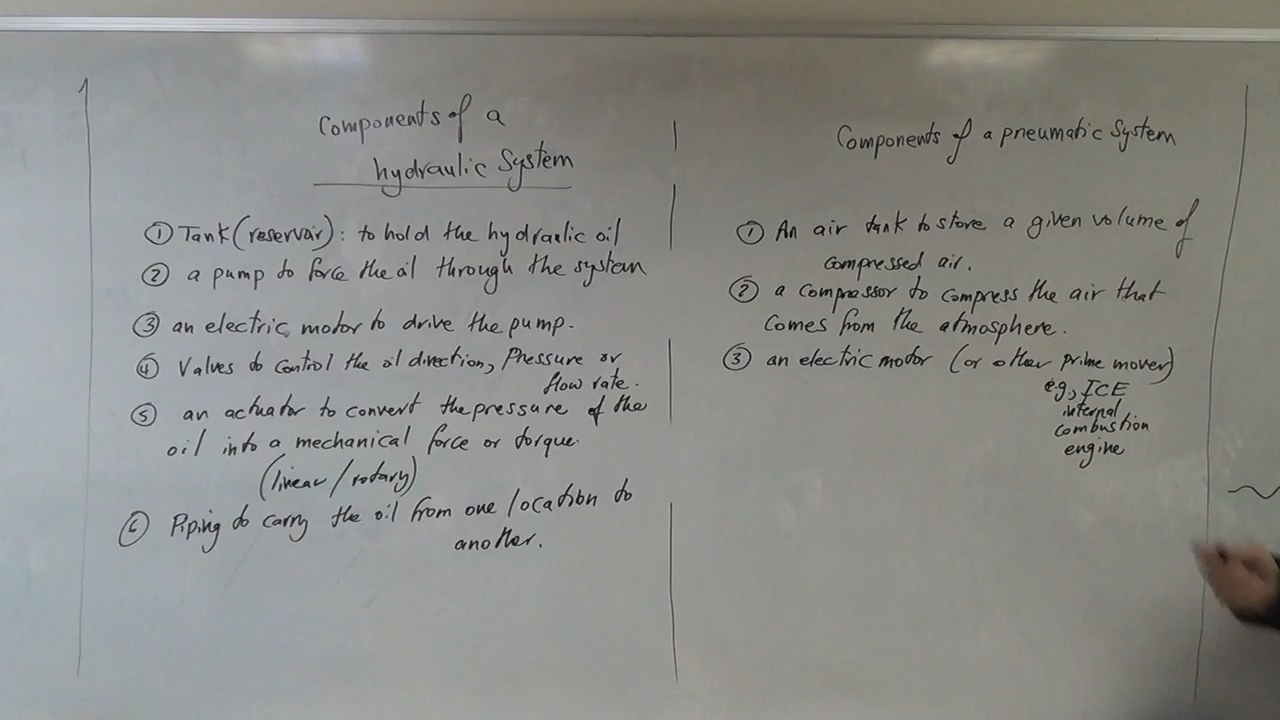 Components of a
hydraulic System
① Tank (reservoir): to hold the hydraulic oil
② a pump to force the oil through the system
③ an electric motor to drive the pump.
④ Valves to control the oil direction, Pressure or
flow rate.
⑤ an actuator to convert the pressure of the
oil into a mechanical force or torque.
(linear/rotary)
⑥ Piping to carry the oil from one location to
another.
Components of a pneumatic System
① An air tank to store a given volume of
compressed air.
② a compressor to compress the air that
comes from the atmosphere.
③ an electric motor (or other prime mover)
e.g., ICE
internal
combustion
engine